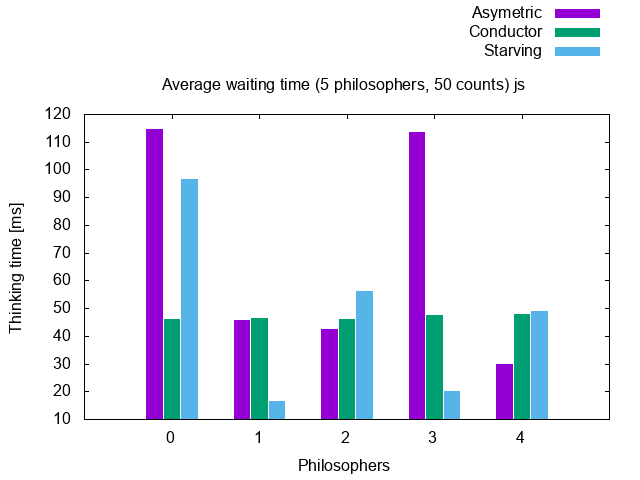 Asymetric
Conductor
Starving
Average waiting time (5 philosophers, 50 counts) js
120
110
100
90
80
70
60
50
40
30
20
10
Thinking time [ms]
0 1 2 3 4
Philosophers